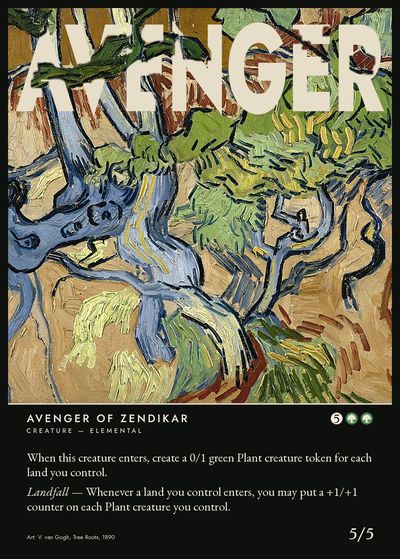 AVENGER
AVENGER OF ZENDIKAR
5
CREATURE — ELEMENTAL
When this creature enters, create a 0/1 green Plant creature token for each
land you control.
Landfall — Whenever a land you control enters, you may put a +1/+1
counter on each Plant creature you control.
Art: V. van Gogh, Tree Roots, 1890
5/5